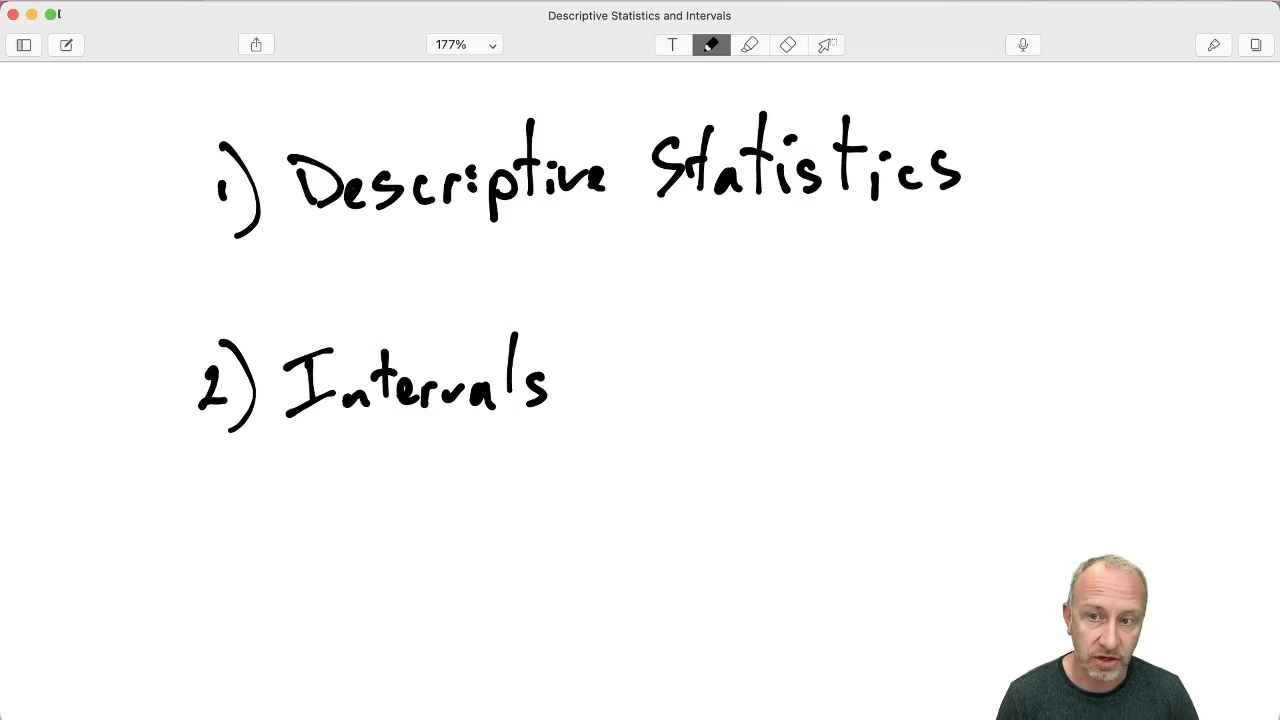 Descriptive Statistics and Intervals
177%
T
1) Descriptive Statistics
2) Intervals